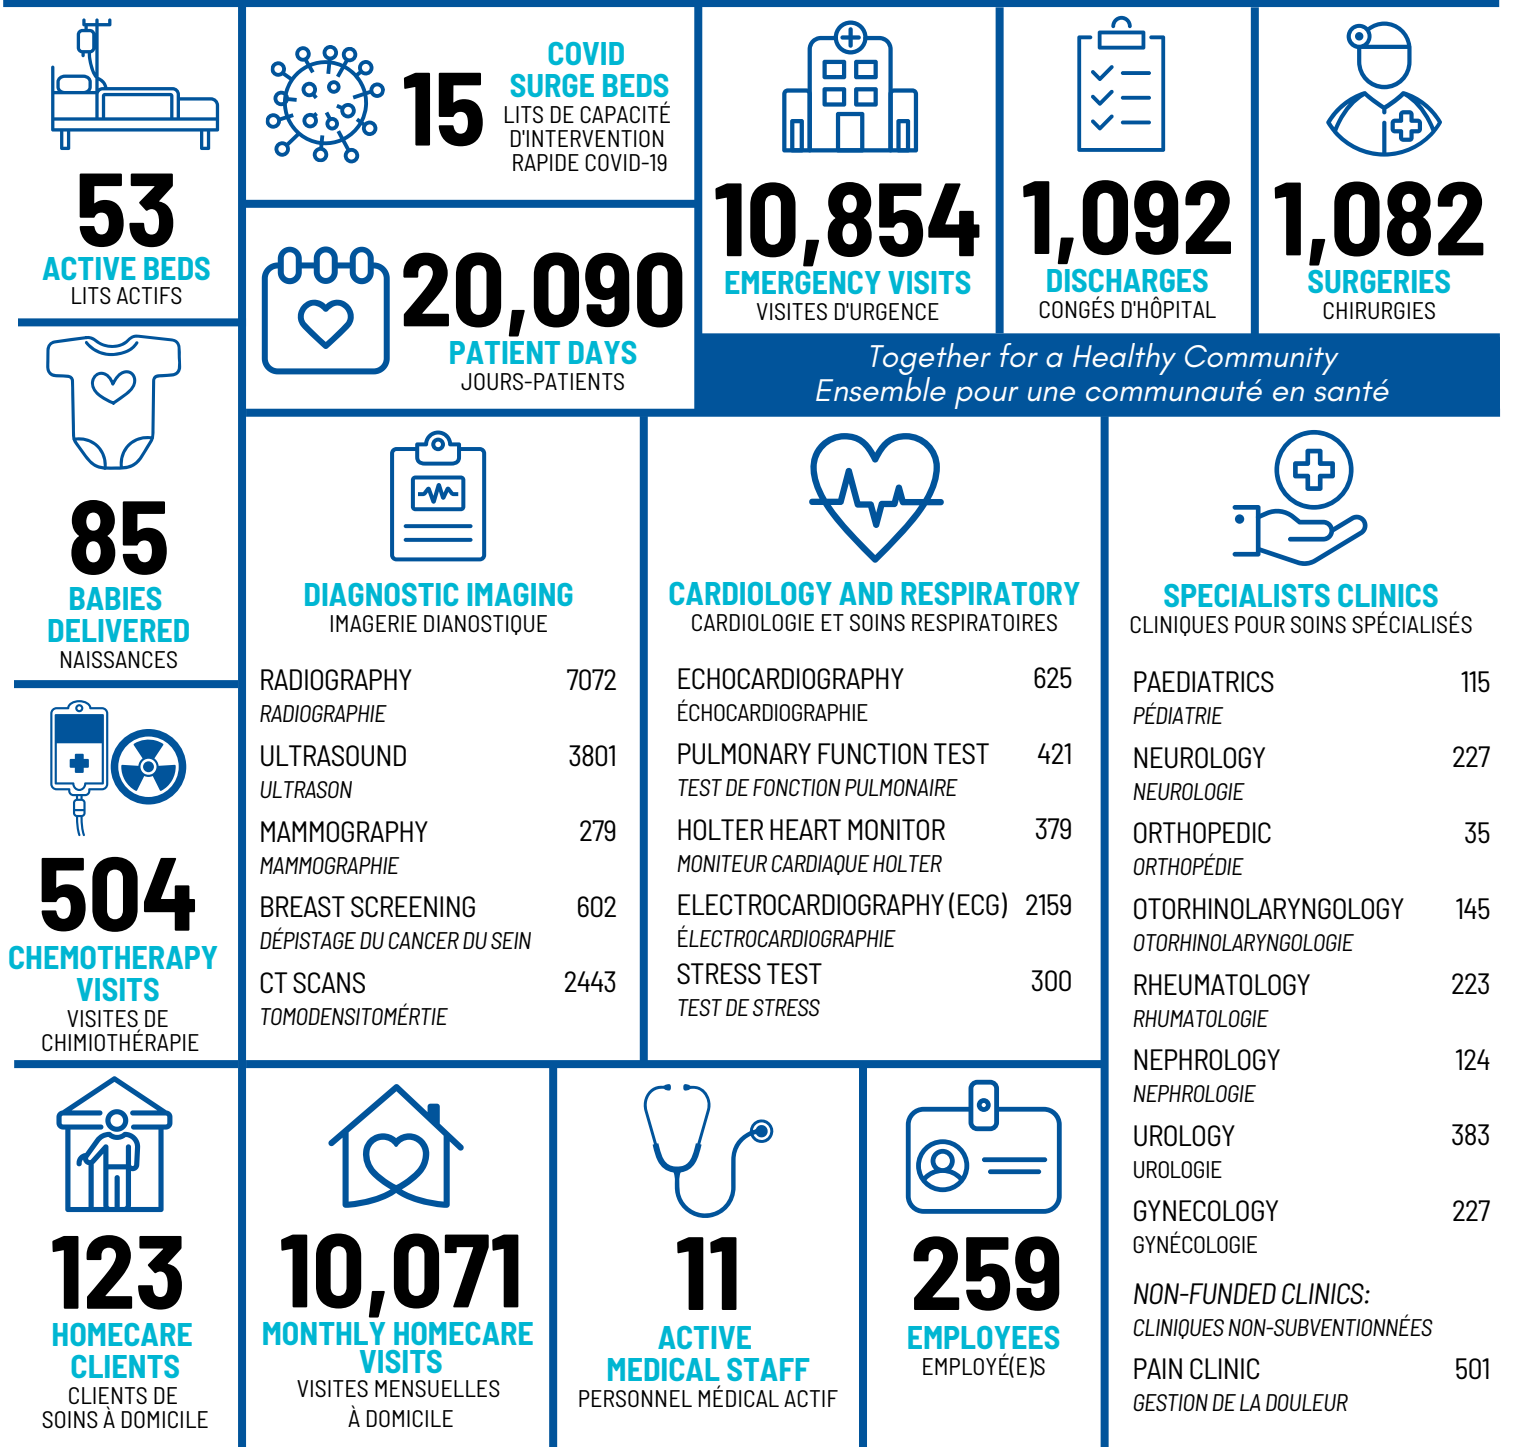 53
ACTIVE BEDS
LITS ACTIFS
15
COVID
SURGE BEDS
LITS DE CAPACITÉ
D'INTERVENTION
RAPIDE COVID-19
20,090
PATIENT DAYS
JOURS-PATIENTS
10,854
EMERGENCY VISITS
VISITES D'URGENCE
1,092
DISCHARGES
CONGÉS D'HÔPITAL
1,082
SURGERIES
CHIRURGIES
Together for a Healthy Community
Ensemble pour une communauté en santé
85
BABIES
DELIVERED
NAISSANCES
504
CHEMOTHERAPY
VISITS
VISITES DE
CHIMIOTHÉRAPIE
DIAGNOSTIC IMAGING
IMAGERIE DIANOSTIQUE
RADIOGRAPHY 7072
RADIOGRAPHIE
ULTRASOUND 3801
ULTRASON
MAMMOGRAPHY 279
MAMMOGRAPHIE
BREAST SCREENING 602
DÉPISTAGE DU CANCER DU SEIN
CT SCANS 2443
TOMODENSITOMÉRTIE
CARDIOLOGY AND RESPIRATORY
CARDIOLOGIE ET SOINS RESPIRATOIRES
ECHOCARDIOGRAPHY 625
ÉCHOCARDIOGRAPHIE
PULMONARY FUNCTION TEST 421
TEST DE FONCTION PULMONAIRE
HOLTER HEART MONITOR 379
MONITEUR CARDIAQUE HOLTER
ELECTROCARDIOGRAPHY (ECG) 2159
ÉLECTROCARDIOGRAPHIE
STRESS TEST 300
TEST DE STRESS
SPECIALISTS CLINICS
CLINIQUES POUR SOINS SPÉCIALISÉS
PAEDIATRICS 115
PÉDIATRIE
NEUROLOGY 227
NEUROLOGIE
ORTHOPEDIC 35
ORTHOPÉDIE
OTORHINOLARYNGOLOGY 145
OTORHINOLARYNGOLOGIE
RHEUMATOLOGY 223
RHUMATOLOGIE
NEPHROLOGY 124
NEPHROLOGIE
UROLOGY 383
UROLOGIE
GYNECOLOGY 227
GYNÉCOLOGIE
NON-FUNDED CLINICS:
CLINIQUES NON-SUBVENTIONNÉES
PAIN CLINIC 501
GESTION DE LA DOULEUR
123
HOMECARE
CLIENTS
CLIENTS DE
SOINS À DOMICILE
10,071
MONTHLY HOMECARE
VISITS
VISITES MENSUELLES
À DOMICILE
11
ACTIVE
MEDICAL STAFF
PERSONNEL MÉDICAL ACTIF
259
EMPLOYEES
EMPLOYÉ(E)S